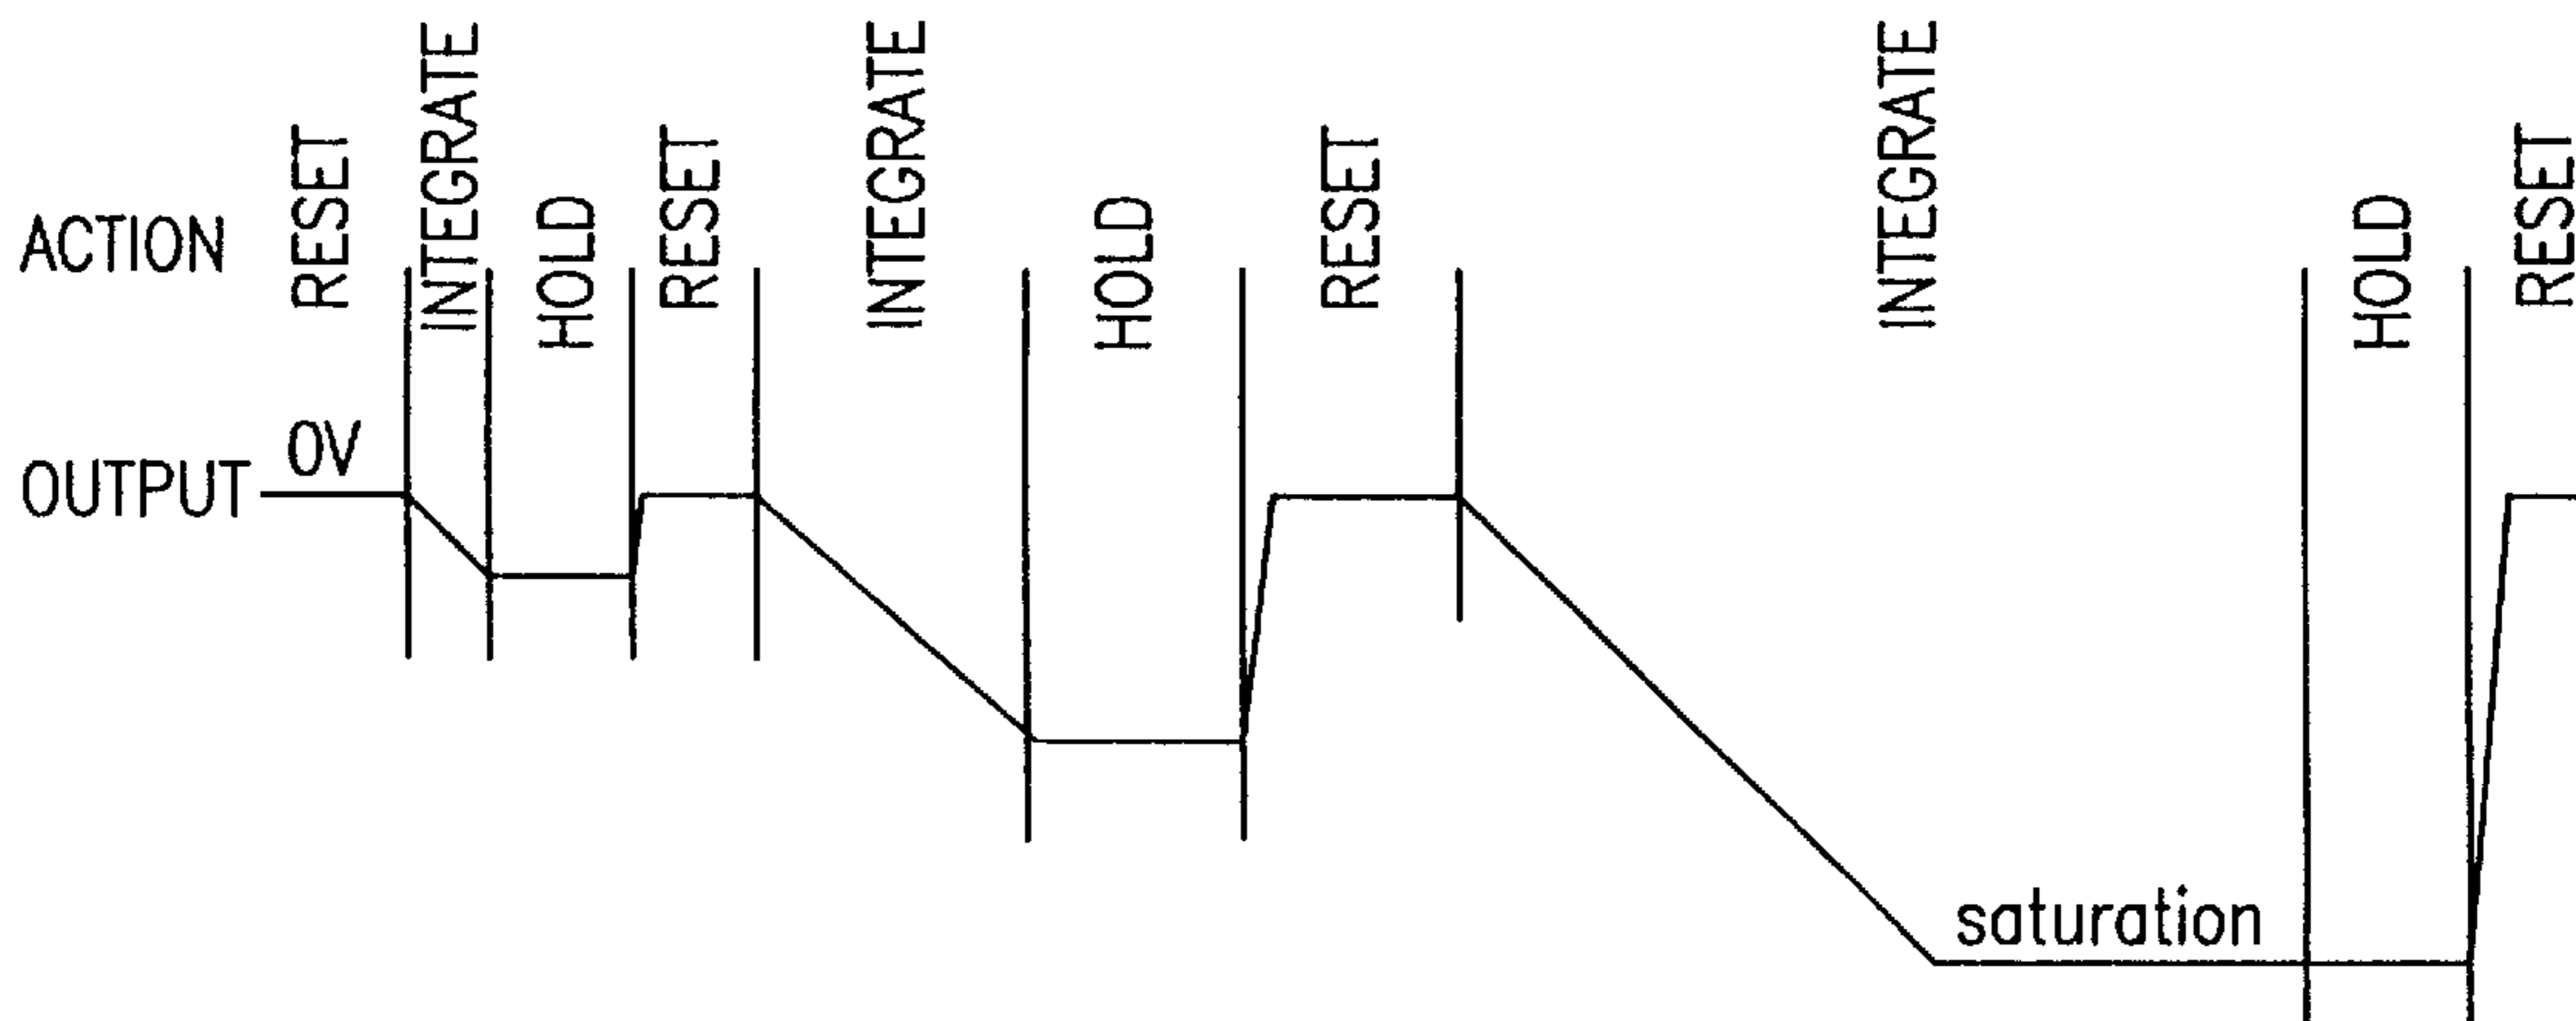 ACTION RESET INTEGRATE HOLD RESET INTEGRATE HOLD RESET INTEGRATE HOLD RESET
OUTPUT 0V
saturation